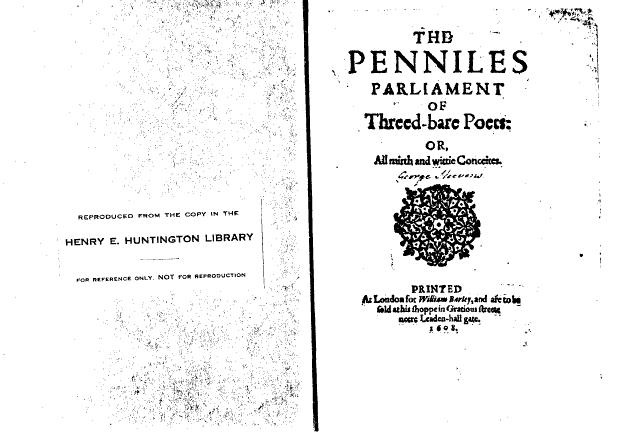 REPRODUCED FROM THE COPY IN THE
HENRY E. HUNTINGTON LIBRARY
FOR REFERENCE ONLY. NOT FOR REPRODUCTION
THE
PENNILES
PARLIAMENT
OF
Threed-bare Poets:
OR,
All mirth and wittie Conceites.
George Steevens
PRINTED
At London for William Barley, and are to be
sold at his shoppe in Gratious streete
neere Leaden-hall gate.
1608.